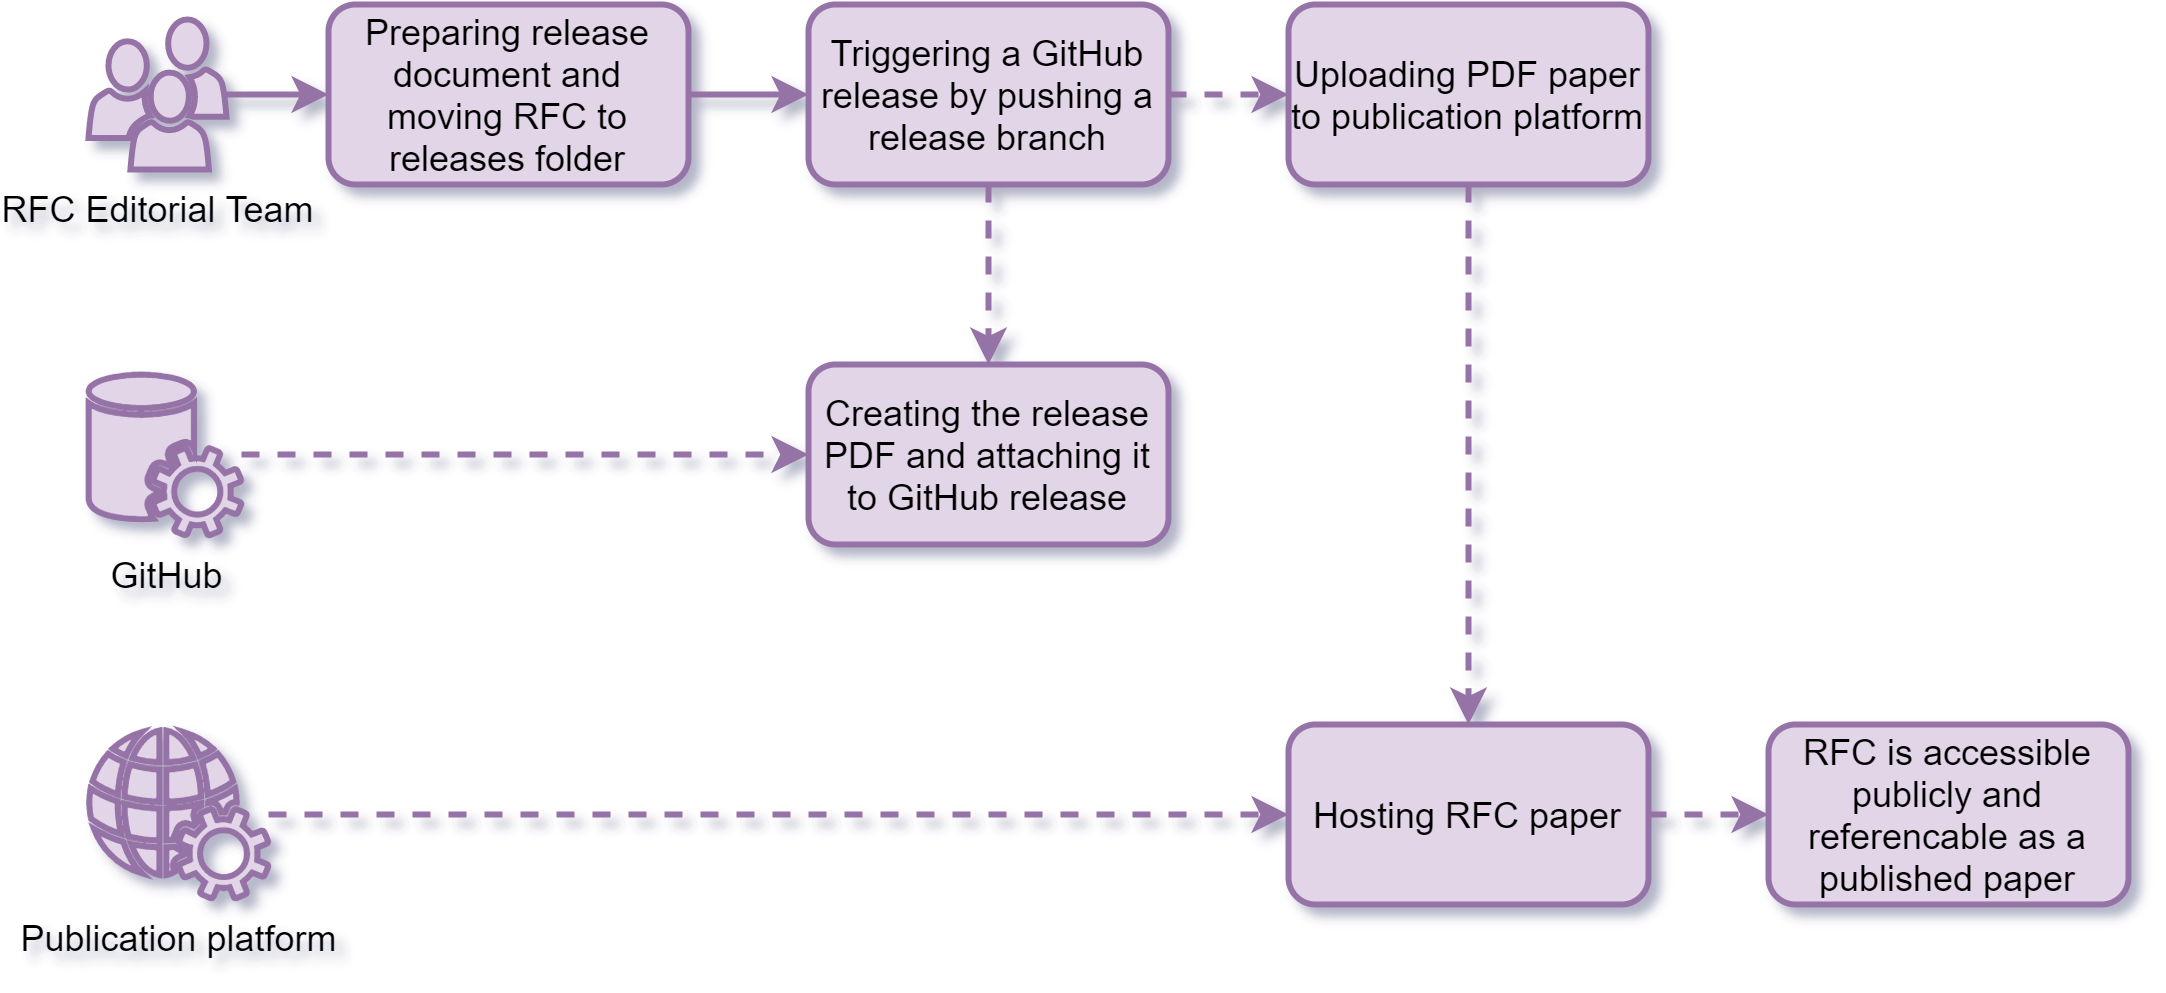 Preparing release
document and
moving RFC to
releases folder
Triggering a GitHub
release by pushing a
release branch
Uploading PDF paper
to publication platform
RFC Editorial Team
Creating the release
PDF and attaching it
to GitHub release
GitHub
Hosting RFC paper
RFC is accessible
publicly and
referencable as a
published paper
Publication platform